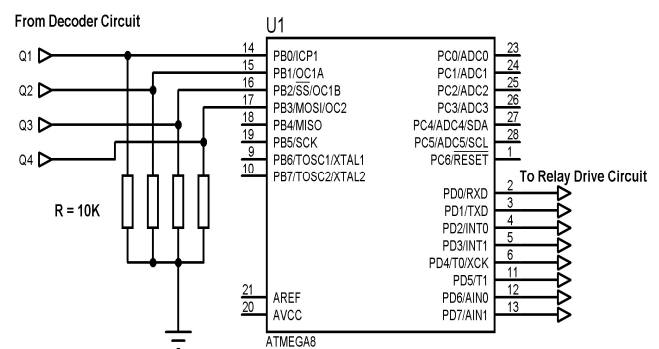 From Decoder Circuit
U1
Q1
Q2
Q3
Q4
R = 10K
14 PB0/ICP1
15 PB1/OC1A
16 PB2/SS/OC1B
17 PB3/MOSI/OC2
18 PB4/MISO
19 PB5/SCK
9 PB6/TOSC1/XTAL1
10 PB7/TOSC2/XTAL2
21 AREF
20 AVCC
PC0/ADC0 23
PC1/ADC1 24
PC2/ADC2 25
PC3/ADC3 26
PC4/ADC4/SDA 27
PC5/ADC5/SCL 28
PC6/RESET 1
To Relay Drive Circuit
PD0/RXD 2
PD1/TXD 3
PD2/INT0 4
PD3/INT1 5
PD4/T0/XCK 6
PD5/T1 11
PD6/AIN0 12
PD7/AIN1 13
ATMEGA8